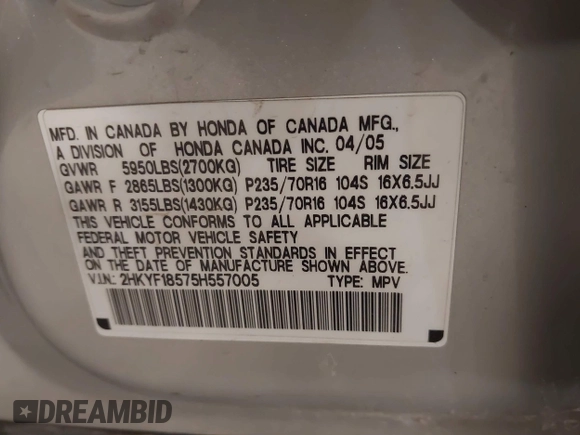 MFD. IN CANADA BY HONDA OF CANADA MFG.,
A DIVISION OF HONDA CANADA INC. 04/05
GVWR 5950LBS(2700KG) TIRE SIZE RIM SIZE
GAWR F 2865LBS(1300KG) P235/70R16 104S 16X6.5JJ
GAWR R 3155LBS(1430KG) P235/70R16 104S 16X6.5JJ
THIS VEHICLE CONFORMS TO ALL APPLICABLE
FEDERAL MOTOR VEHICLE SAFETY
AND THEFT PREVENTION STANDARDS IN EFFECT
ON THE DATE OF MANUFACTURE SHOWN ABOVE.
V.I.N.: 2HKYF18575H557005 TYPE: MPV
DREAMBID